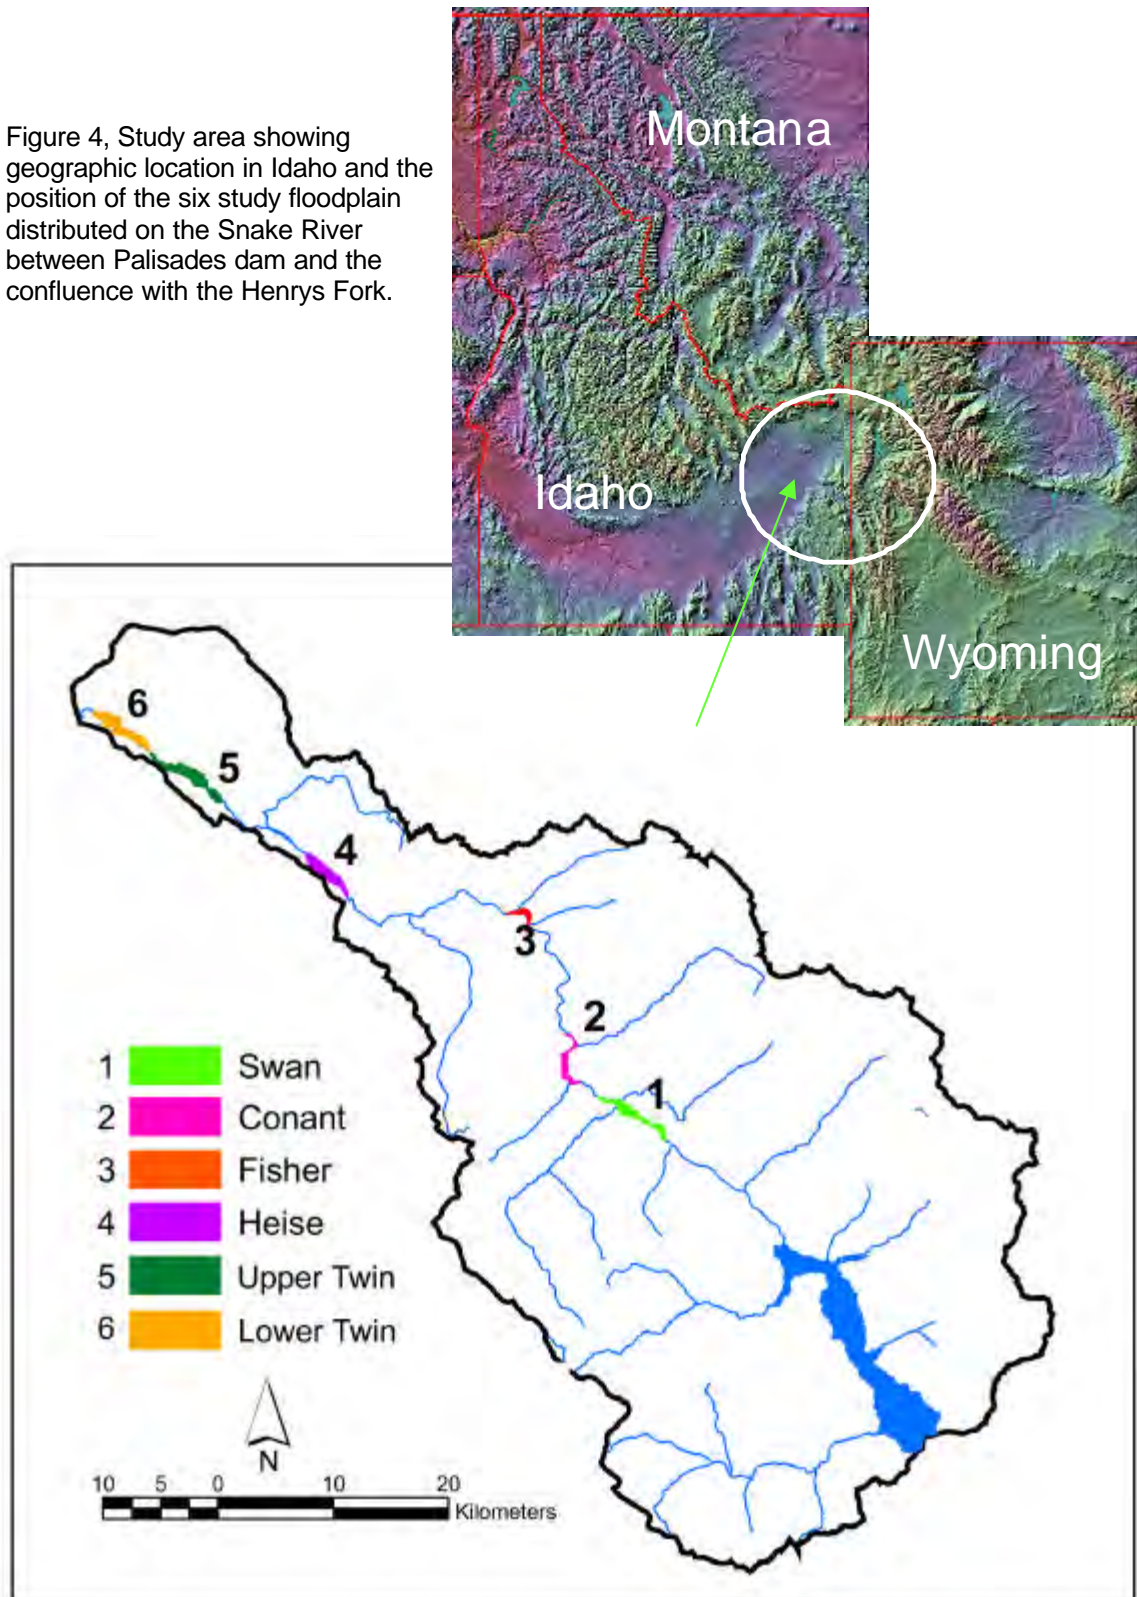 Figure 4, Study area showing
geographic location in Idaho and the
position of the six study floodplain
distributed on the Snake River
between Palisades dam and the
confluence with the Henrys Fork.
Montana
Idaho
Wyoming
6
5
4
3
2
1
1 Swan
2 Conant
3 Fisher
4 Heise
5 Upper Twin
6 Lower Twin
N
10 5 0 10 20
Kilometers